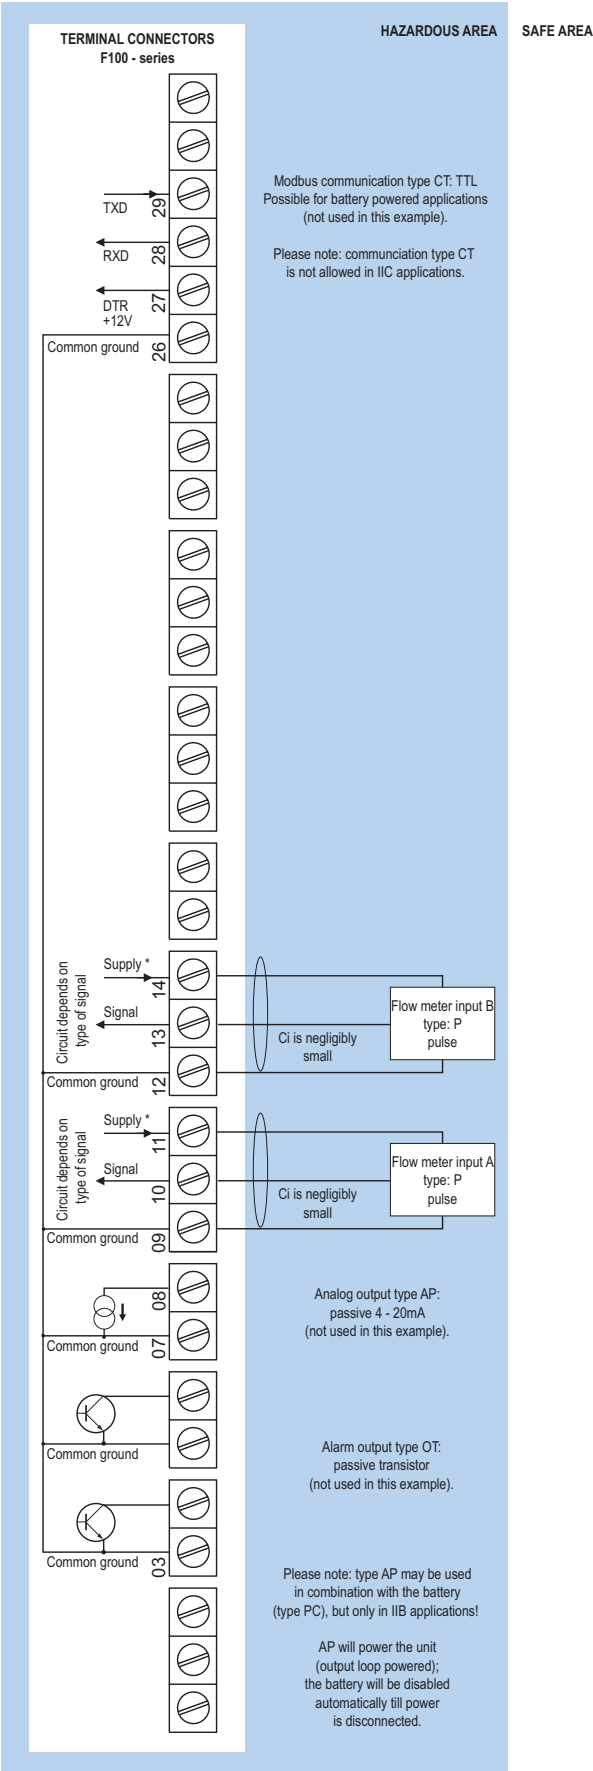 TERMINAL CONNECTORS
F100 - series
HAZARDOUS AREA
SAFE AREA
Modbus communication type CT: TTL
Possible for battery powered applications
(not used in this example).
Please note: communciation type CT
is not allowed in IIC applications.
TXD
29
RXD
28
DTR
+12V
27
Common ground
26
Circuit depends on
type of signal
Supply *
14
Signal
13
Common ground
12
Ci is negligibly
small
Flow meter input B
type: P
pulse
Circuit depends on
type of signal
Supply *
11
Signal
10
Common ground
09
Ci is negligibly
small
Flow meter input A
type: P
pulse
08
Common ground
07
Analog output type AP:
passive 4 - 20mA
(not used in this example).
Common ground
Alarm output type OT:
passive transistor
(not used in this example).
Common ground
03
Please note: type AP may be used
in combination with the battery
(type PC), but only in IIB applications!
AP will power the unit
(output loop powered);
the battery will be disabled
automatically till power
is disconnected.